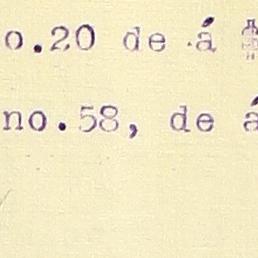 o.20 de á $
no.58, de á